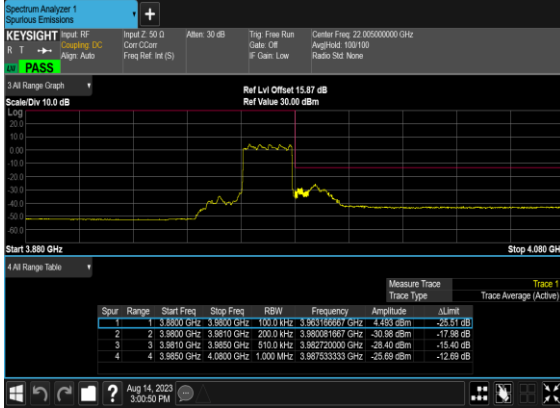 Spectrum Analyzer 1
Spurious Emissions
+
KEYSIGHT Input: RF Input Z: 50 Ω Atten: 30 dB Trig: Free Run Center Freq: 22.005000000 GHz
R T Coupling: DC Corr CCorr Gate: Off Avg|Hold: 100/100
Align: Auto Freq Ref: Int (S) IF Gain: Low Radio Std: None
LXI PASS
3 All Range Graph
Ref Lvl Offset 15.87 dB
Scale/Div 10.0 dB Ref Value 30.00 dBm
Log
20.0
10.0
0.00
-10.0
-20.0
-30.0
-40.0
-50.0
-60.0
Start 3.880 GHz Stop 4.080 GH
4 All Range Table
Measure Trace Trace 1
Trace Type Trace Average (Active)
Spur Range Start Freq Stop Freq RBW Frequency Amplitude ΔLimit
1 1 3.8800 GHz 3.9800 GHz 100.0 kHz 3.963166667 GHz 4.493 dBm -25.51 dB
2 2 3.9800 GHz 3.9810 GHz 200.0 kHz 3.980081667 GHz -30.98 dBm -17.98 dB
3 3 3.9810 GHz 3.9850 GHz 510.0 kHz 3.982720000 GHz -28.40 dBm -15.40 dB
4 4 3.9850 GHz 4.0800 GHz 1.000 MHz 3.987533333 GHz -25.69 dBm -12.69 dB
? Aug 14, 2023
3:00:50 PM